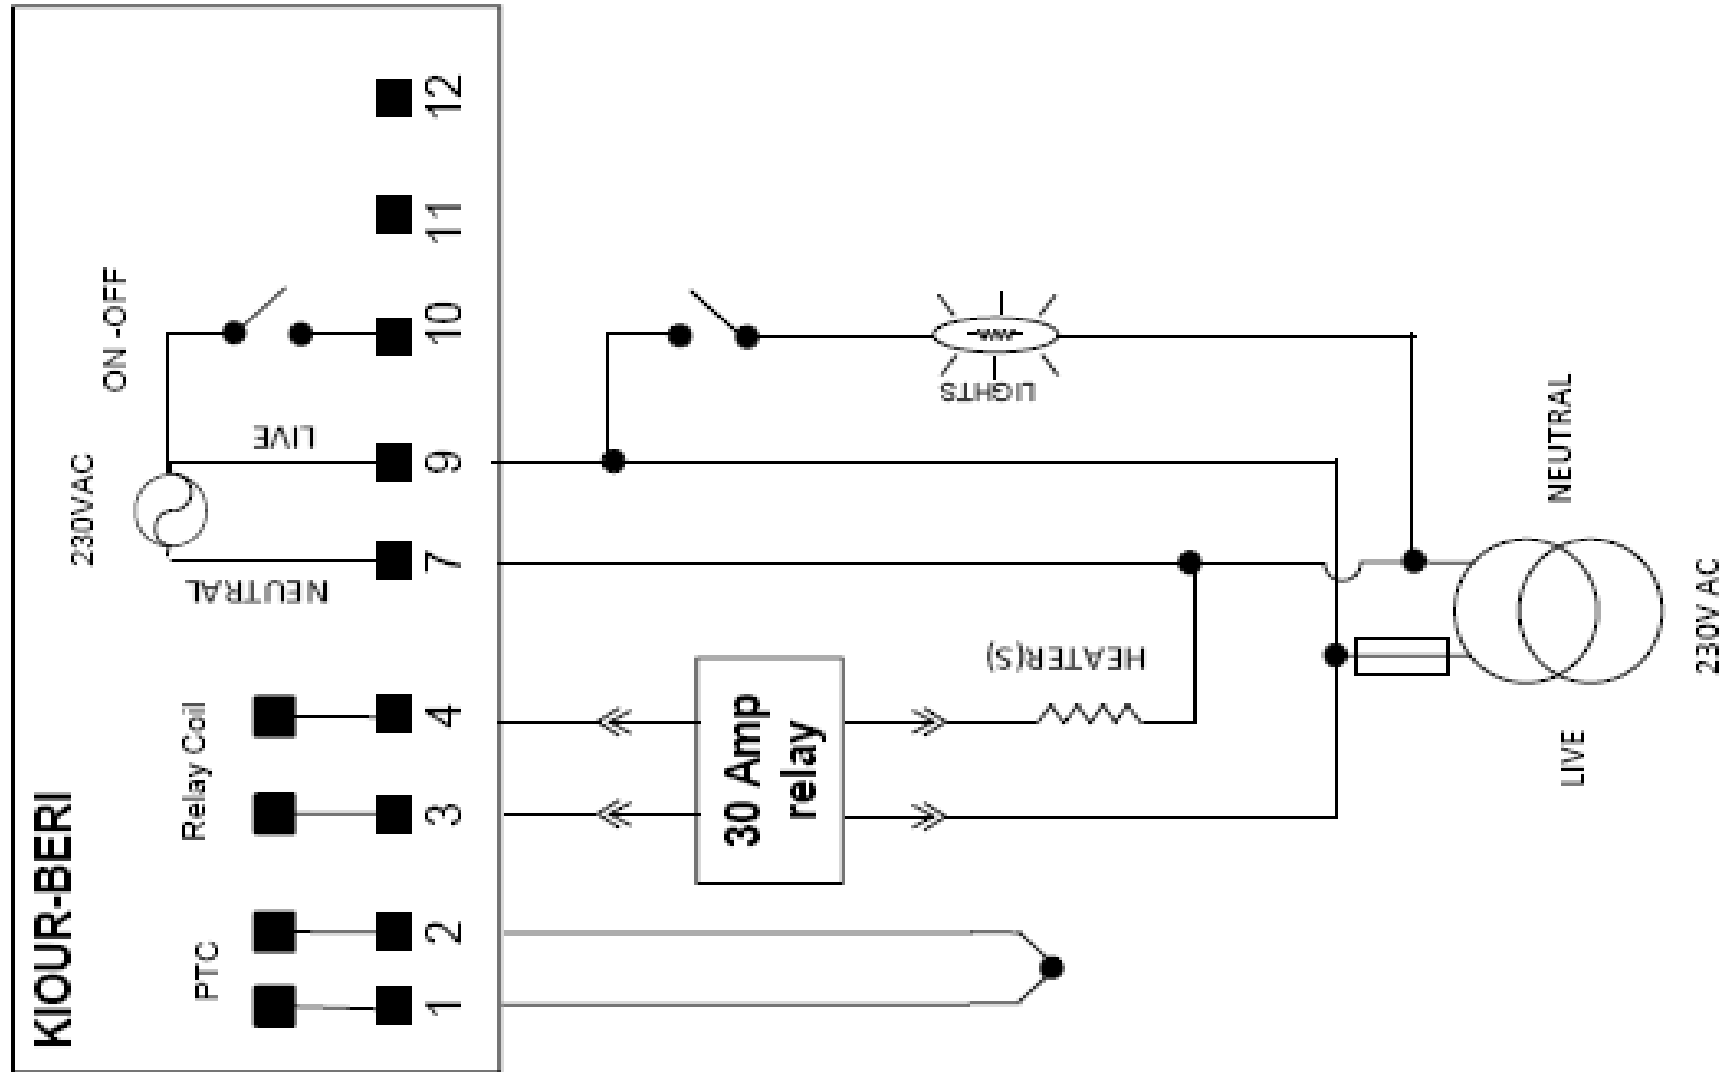 KIOUR-BERI
PTC
Relay Coil
230VAC
ON -OFF
NEUTRAL
LIVE
1
2
3
4
7
9
10
11
12
30 Amp
relay
HEATER(S)
LIGHTS
LIVE
NEUTRAL
230V AC